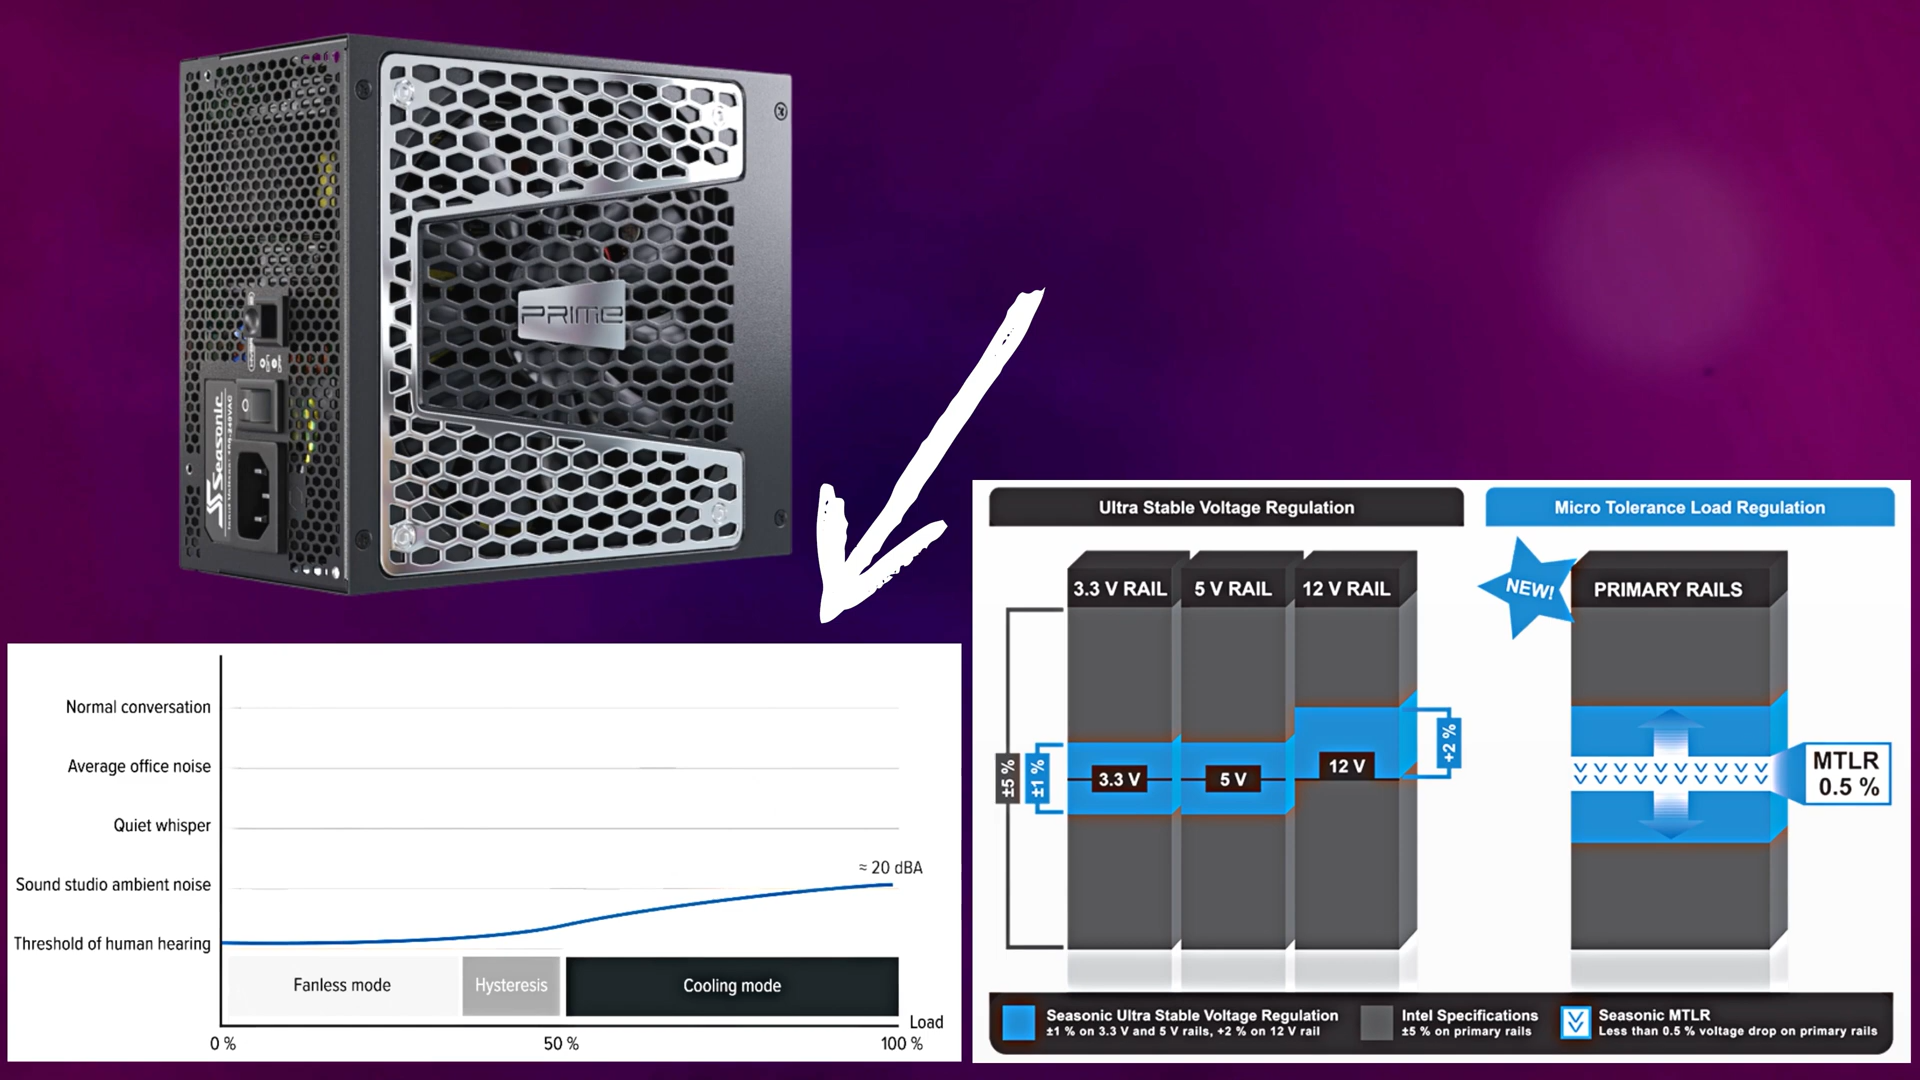 PRIME
Seasonic
Normal conversation
Average office noise
Quiet whisper
Sound studio ambient noise
Threshold of human hearing
≈ 20 dBA
Fanless mode
Hysteresis
Cooling mode
Load
0 %
50 %
100 %
Ultra Stable Voltage Regulation
3.3 V RAIL
5 V RAIL
12 V RAIL
±5 %
±1 %
3.3 V
5 V
12 V
+2 %
Seasonic Ultra Stable Voltage Regulation
±1 % on 3.3 V and 5 V rails, +2 % on 12 V rail
Intel Specifications
±5 % on primary rails
Micro Tolerance Load Regulation
NEW!
PRIMARY RAILS
MTLR
0.5 %
Seasonic MTLR
Less than 0.5 % voltage drop on primary rails